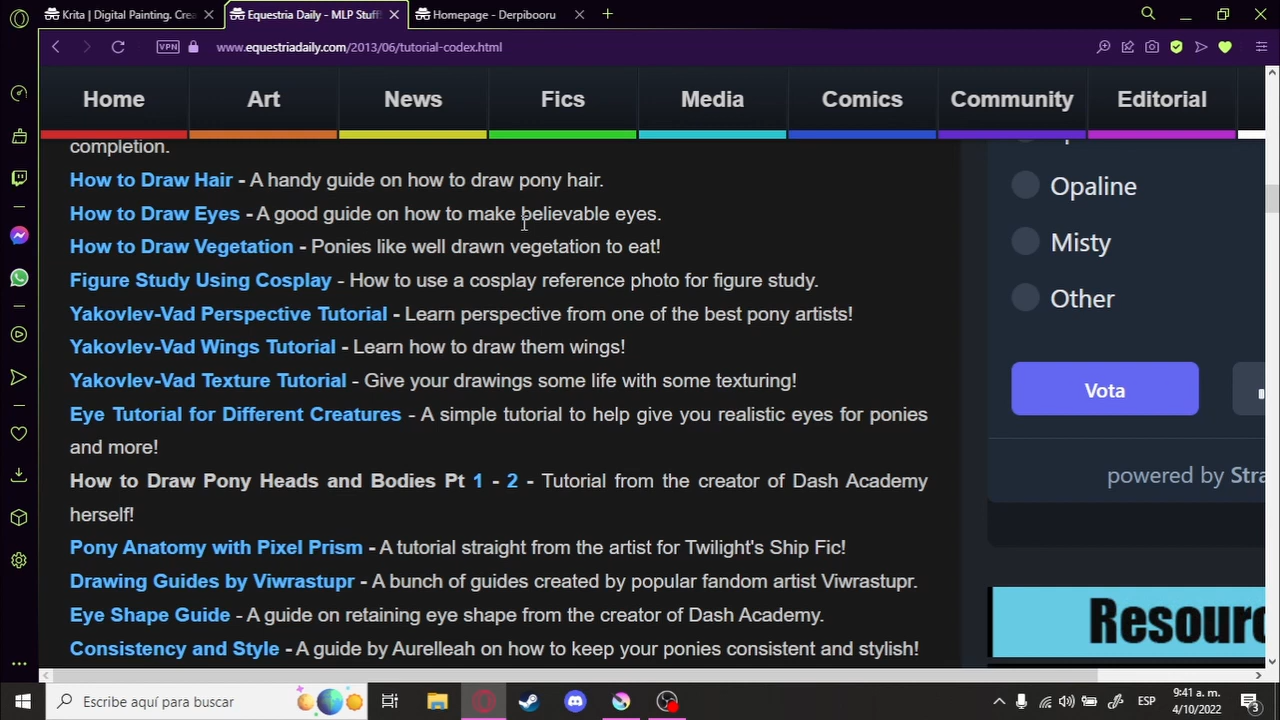 Krita | Digital Painting. Crea
Equestria Daily - MLP Stuff!
Homepage - Derpibooru
VPN
www.equestriadaily.com/2013/06/tutorial-codex.html
Home Art News Fics Media Comics Community Editorial
completion.
How to Draw Hair - A handy guide on how to draw pony hair.
How to Draw Eyes - A good guide on how to make believable eyes.
How to Draw Vegetation - Ponies like well drawn vegetation to eat!
Figure Study Using Cosplay - How to use a cosplay reference photo for figure study.
Yakovlev-Vad Perspective Tutorial - Learn perspective from one of the best pony artists!
Yakovlev-Vad Wings Tutorial - Learn how to draw them wings!
Yakovlev-Vad Texture Tutorial - Give your drawings some life with some texturing!
Eye Tutorial for Different Creatures - A simple tutorial to help give you realistic eyes for ponies
and more!
How to Draw Pony Heads and Bodies Pt 1 - 2 - Tutorial from the creator of Dash Academy
herself!
Pony Anatomy with Pixel Prism - A tutorial straight from the artist for Twilight's Ship Fic!
Drawing Guides by Viwrastupr - A bunch of guides created by popular fandom artist Viwrastupr.
Eye Shape Guide - A guide on retaining eye shape from the creator of Dash Academy.
Consistency and Style - A guide by Aurelleah on how to keep your ponies consistent and stylish!
Opaline
Misty
Other
Vota
powered by Stra
Resourc
Escribe aquí para buscar
ESP
9:41 a. m.
4/10/2022
3